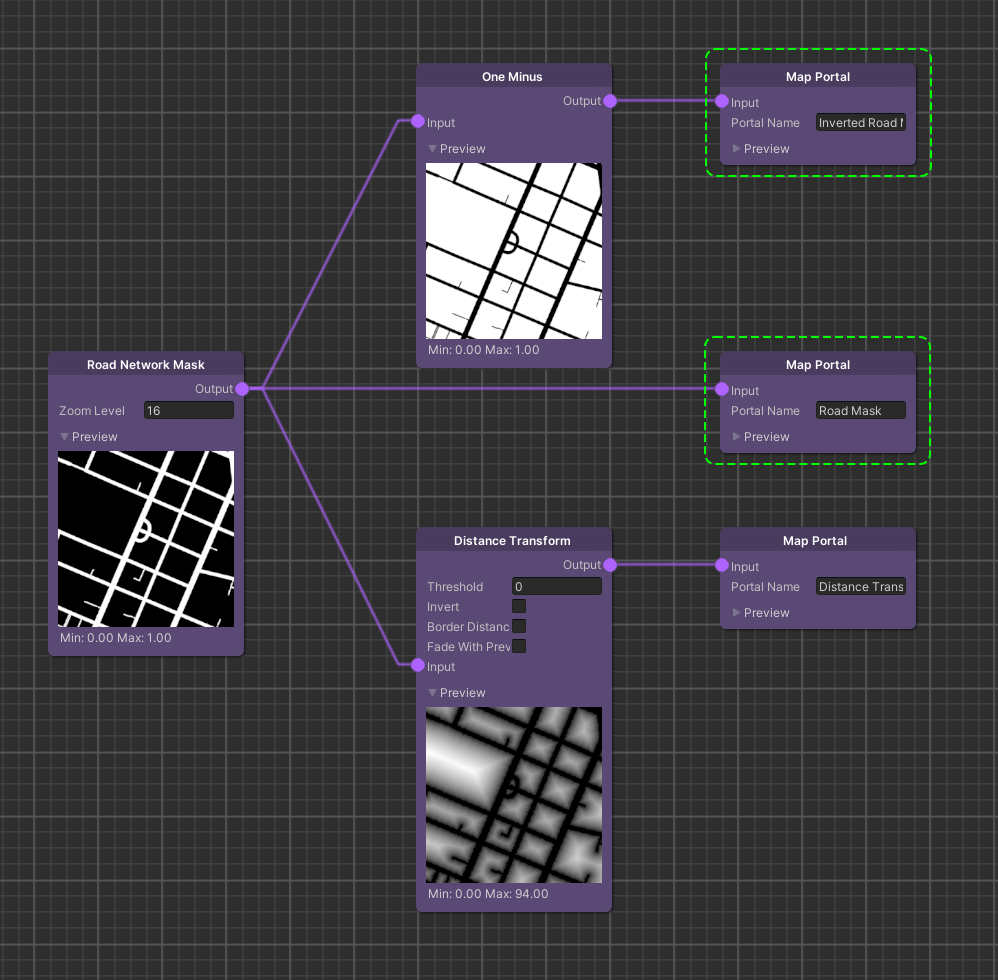 One Minus
Output
Input
Preview
Min: 0.00 Max: 1.00
Map Portal
Input
Portal Name Inverted Road
Preview
Road Network Mask
Output
Zoom Level 16
Preview
Min: 0.00 Max: 1.00
Map Portal
Input
Portal Name Road Mask
Preview
Distance Transform
Output
Threshold 0
Invert
Border Distanc
Fade With Prev
Input
Preview
Min: 0.00 Max: 94.00
Map Portal
Input
Portal Name Distance Trans
Preview